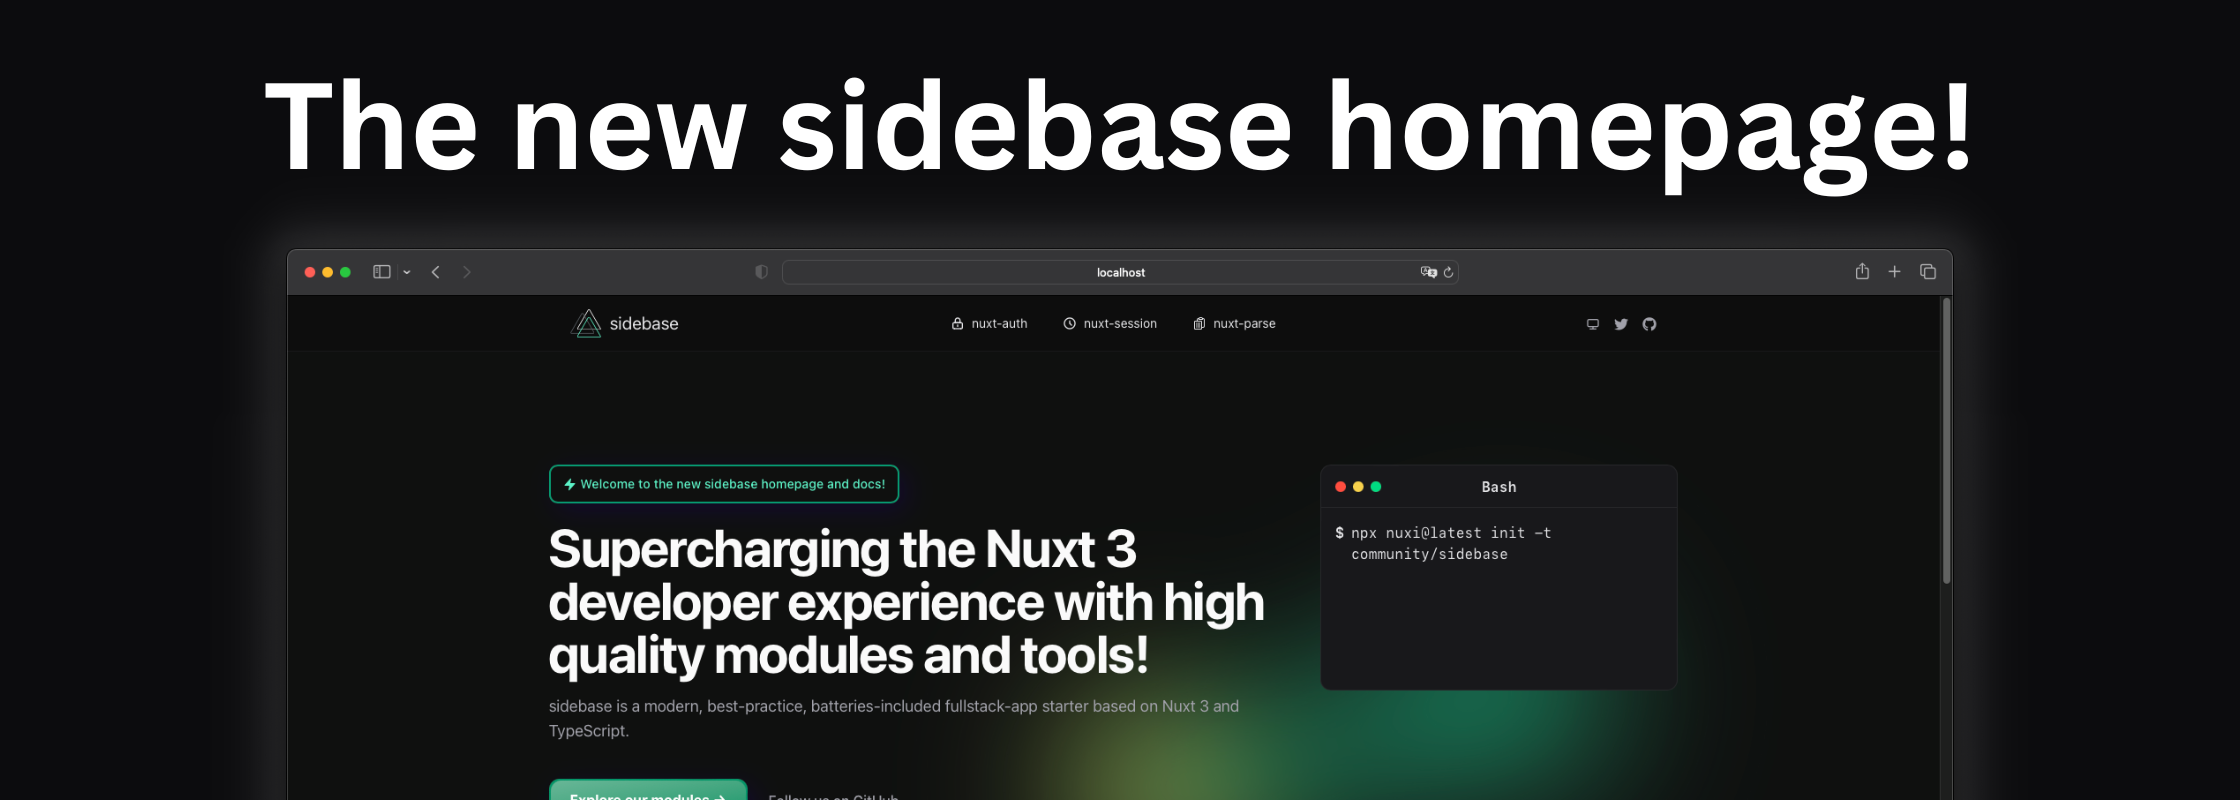 The new sidebase homepage!
localhost
sidebase
nuxt-auth
nuxt-session
nuxt-parse
Welcome to the new sidebase homepage and docs!
Supercharging the Nuxt 3
developer experience with high
quality modules and tools!
sidebase is a modern, best-practice, batteries-included fullstack-app starter based on Nuxt 3 and
TypeScript.
Explore our modules →
Follow us on GitHub
Bash
$ npx nuxi@latest init -t
community/sidebase